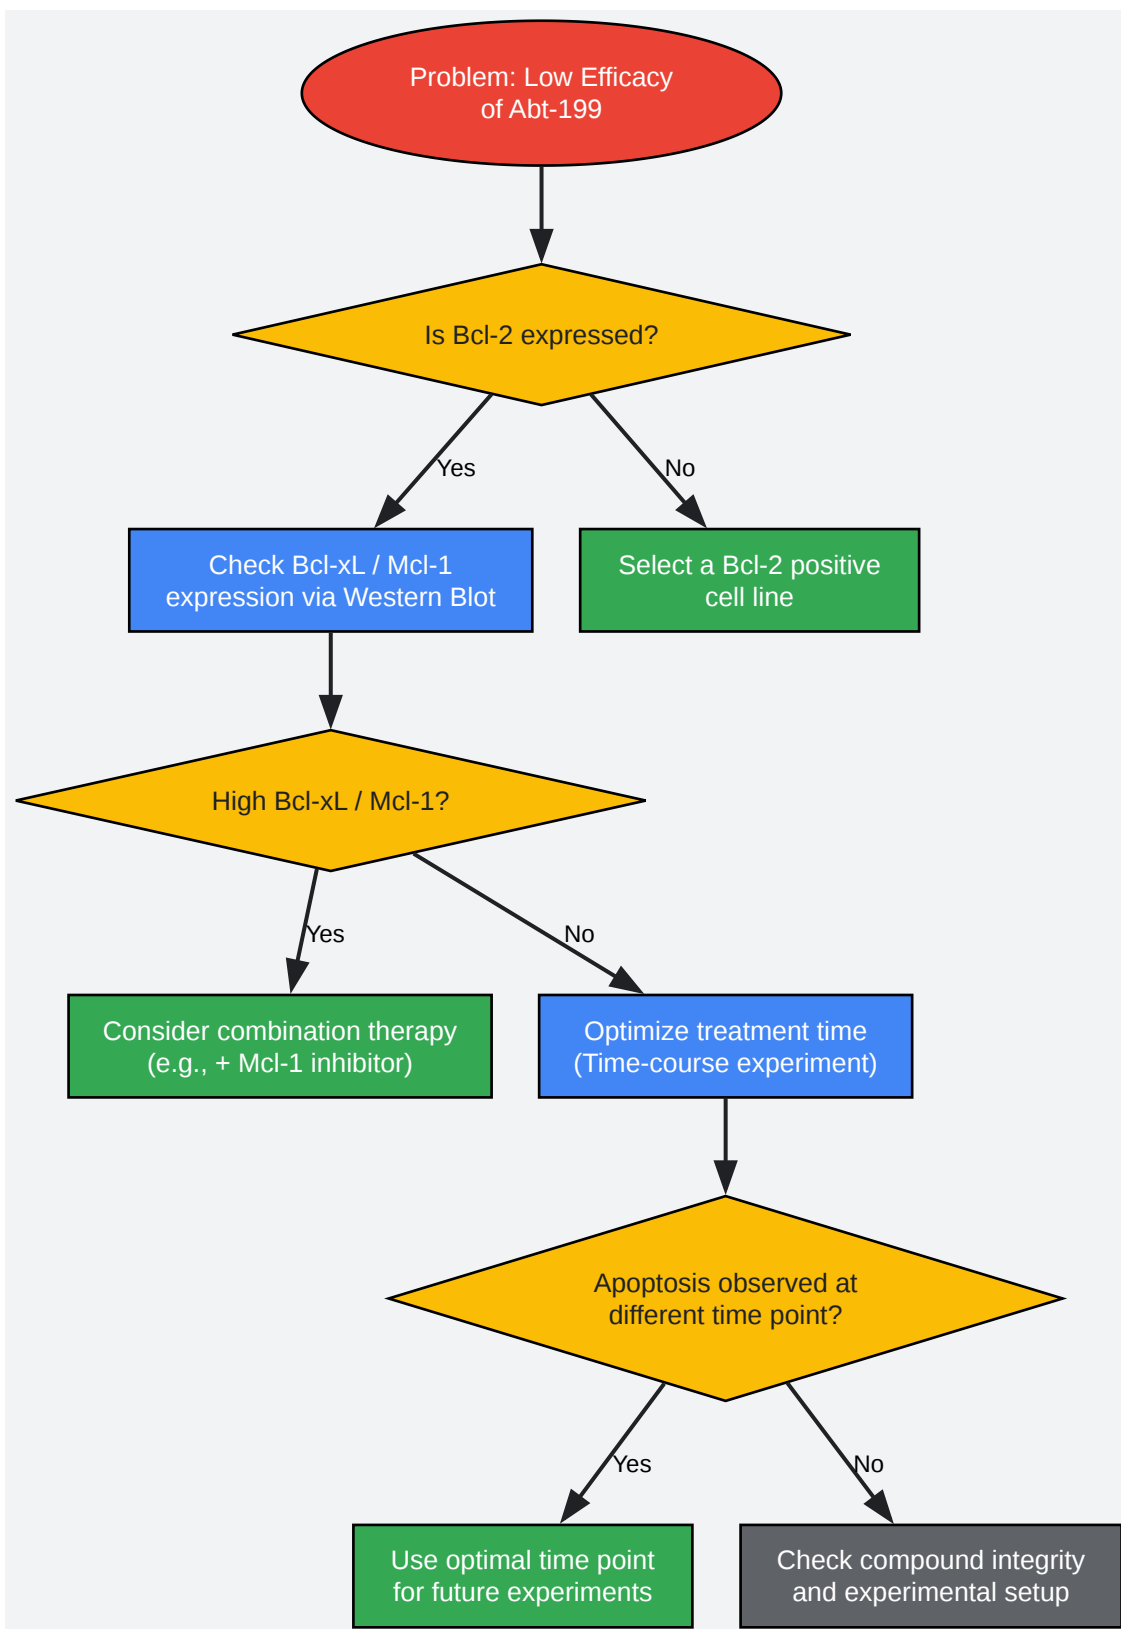 Problem: Low Efficacy
of Abt-199
Is Bcl-2 expressed?
Yes
No
Check Bcl-xL / Mcl-1
expression via Western Blot
Select a Bcl-2 positive
cell line
High Bcl-xL / Mcl-1?
Yes
No
Consider combination therapy
(e.g., + Mcl-1 inhibitor)
Optimize treatment time
(Time-course experiment)
Apoptosis observed at
different time point?
Yes
No
Use optimal time point
for future experiments
Check compound integrity
and experimental setup